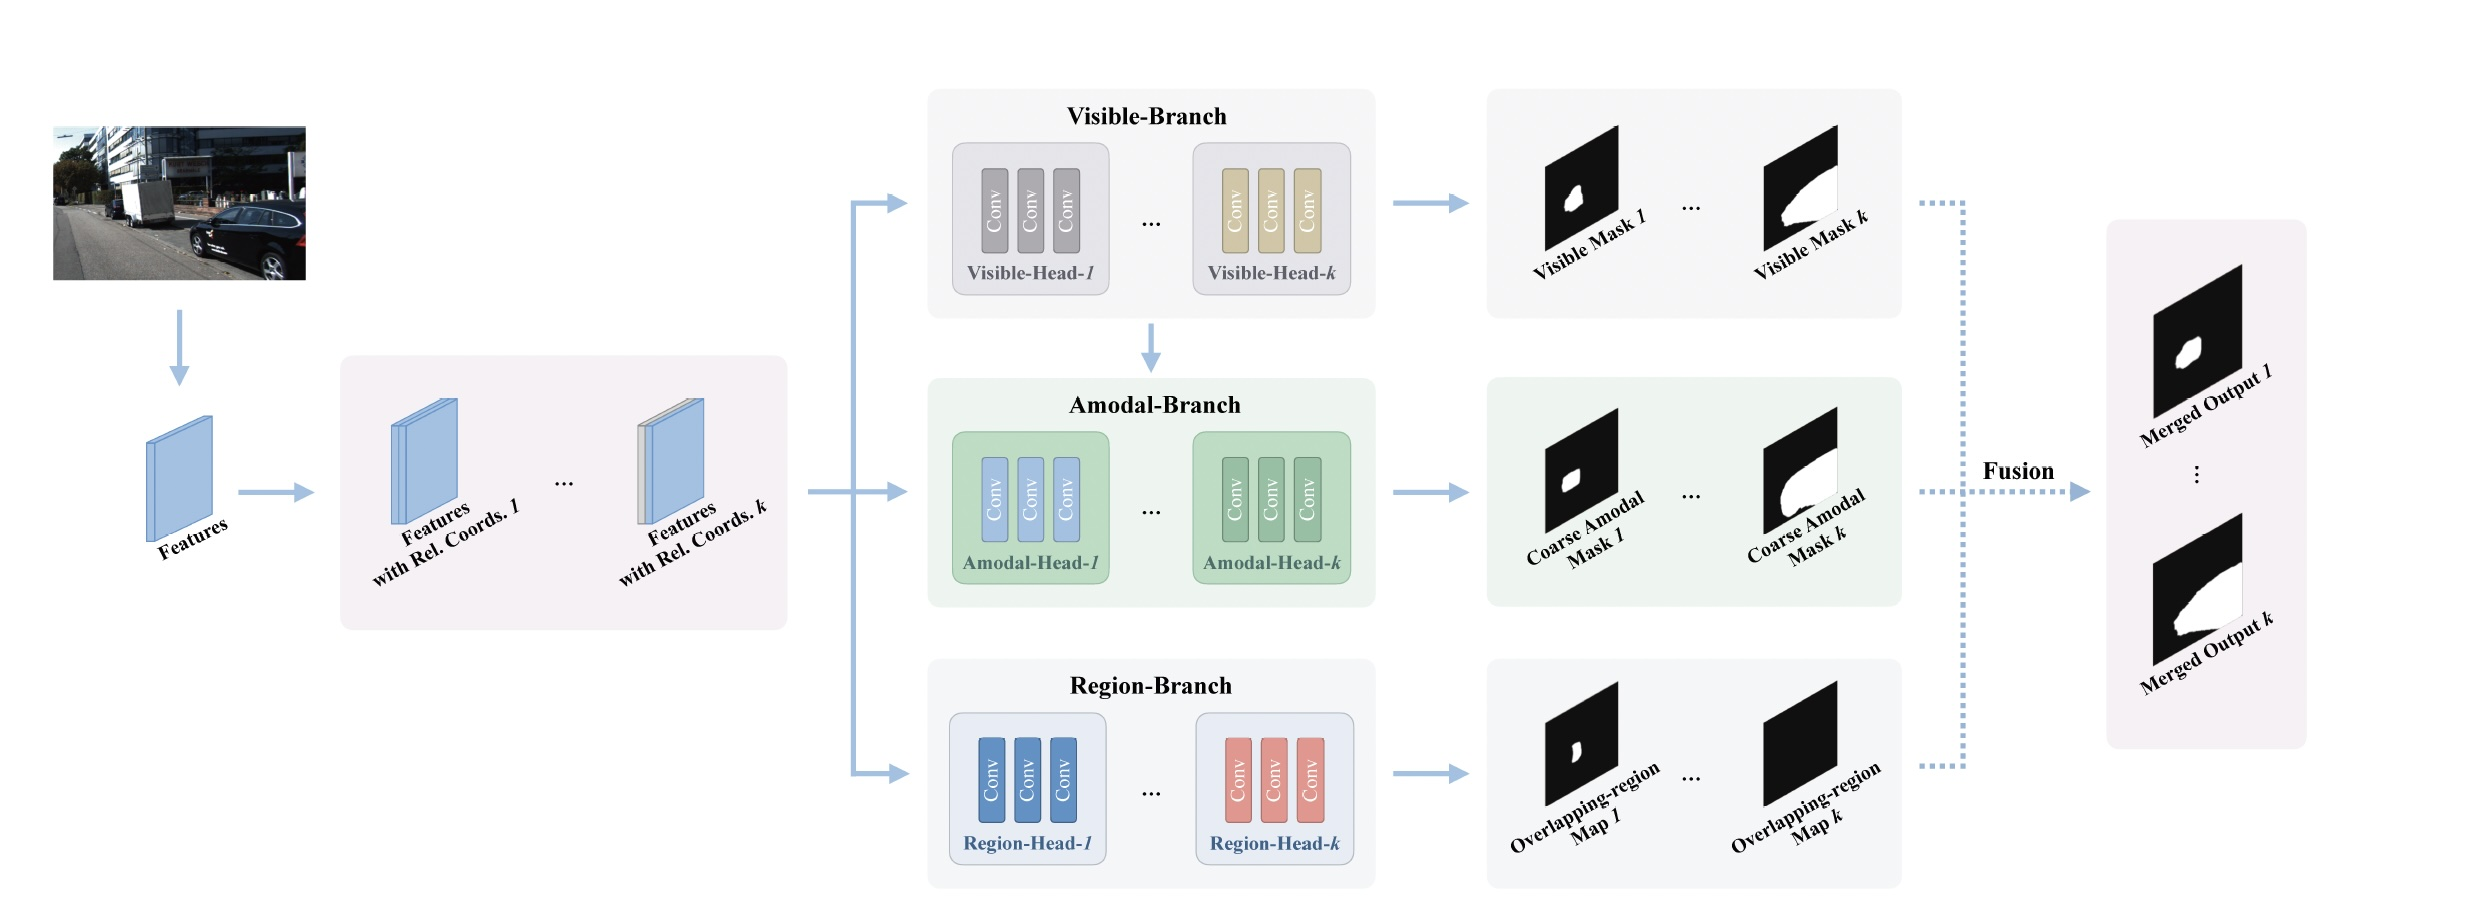 Visible-Branch
Conv
Conv
Conv
Visible-Head-1
...
Conv
Conv
Conv
Visible-Head-k
Visible Mask 1
...
Visible Mask k
Features
Features
with Rel. Coords. 1
...
Features
with Rel. Coords. k
Amodal-Branch
Conv
Conv
Conv
Amodal-Head-1
...
Conv
Conv
Conv
Amodal-Head-k
Coarse Amodal
Mask 1
...
Coarse Amodal
Mask k
Region-Branch
Conv
Conv
Conv
Region-Head-1
...
Conv
Conv
Conv
Region-Head-k
Overlapping-region
Map 1
...
Overlapping-region
Map k
Fusion
Merged Output 1
...
Merged Output k